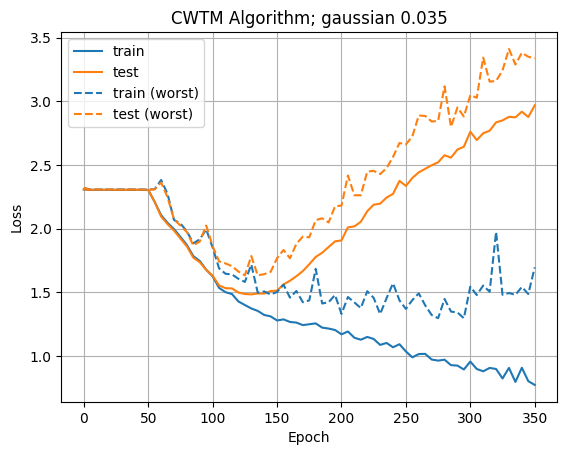 CWTM Algorithm; gaussian 0.035
train
test
train (worst)
test (worst)
Loss
3.5
3.0
2.5
2.0
1.5
1.0
0
50
100
150
200
250
300
350
Epoch